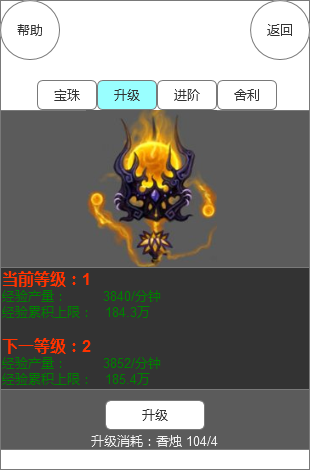 帮助 返回
宝珠 升级 进阶 舍利
当前等级：1
经验产量： 3840/分钟
经验累积上限： 184.3万
下一等级：2
经验产量： 3852/分钟
经验累积上限： 185.4万
升级
升级消耗：香烛 104/4